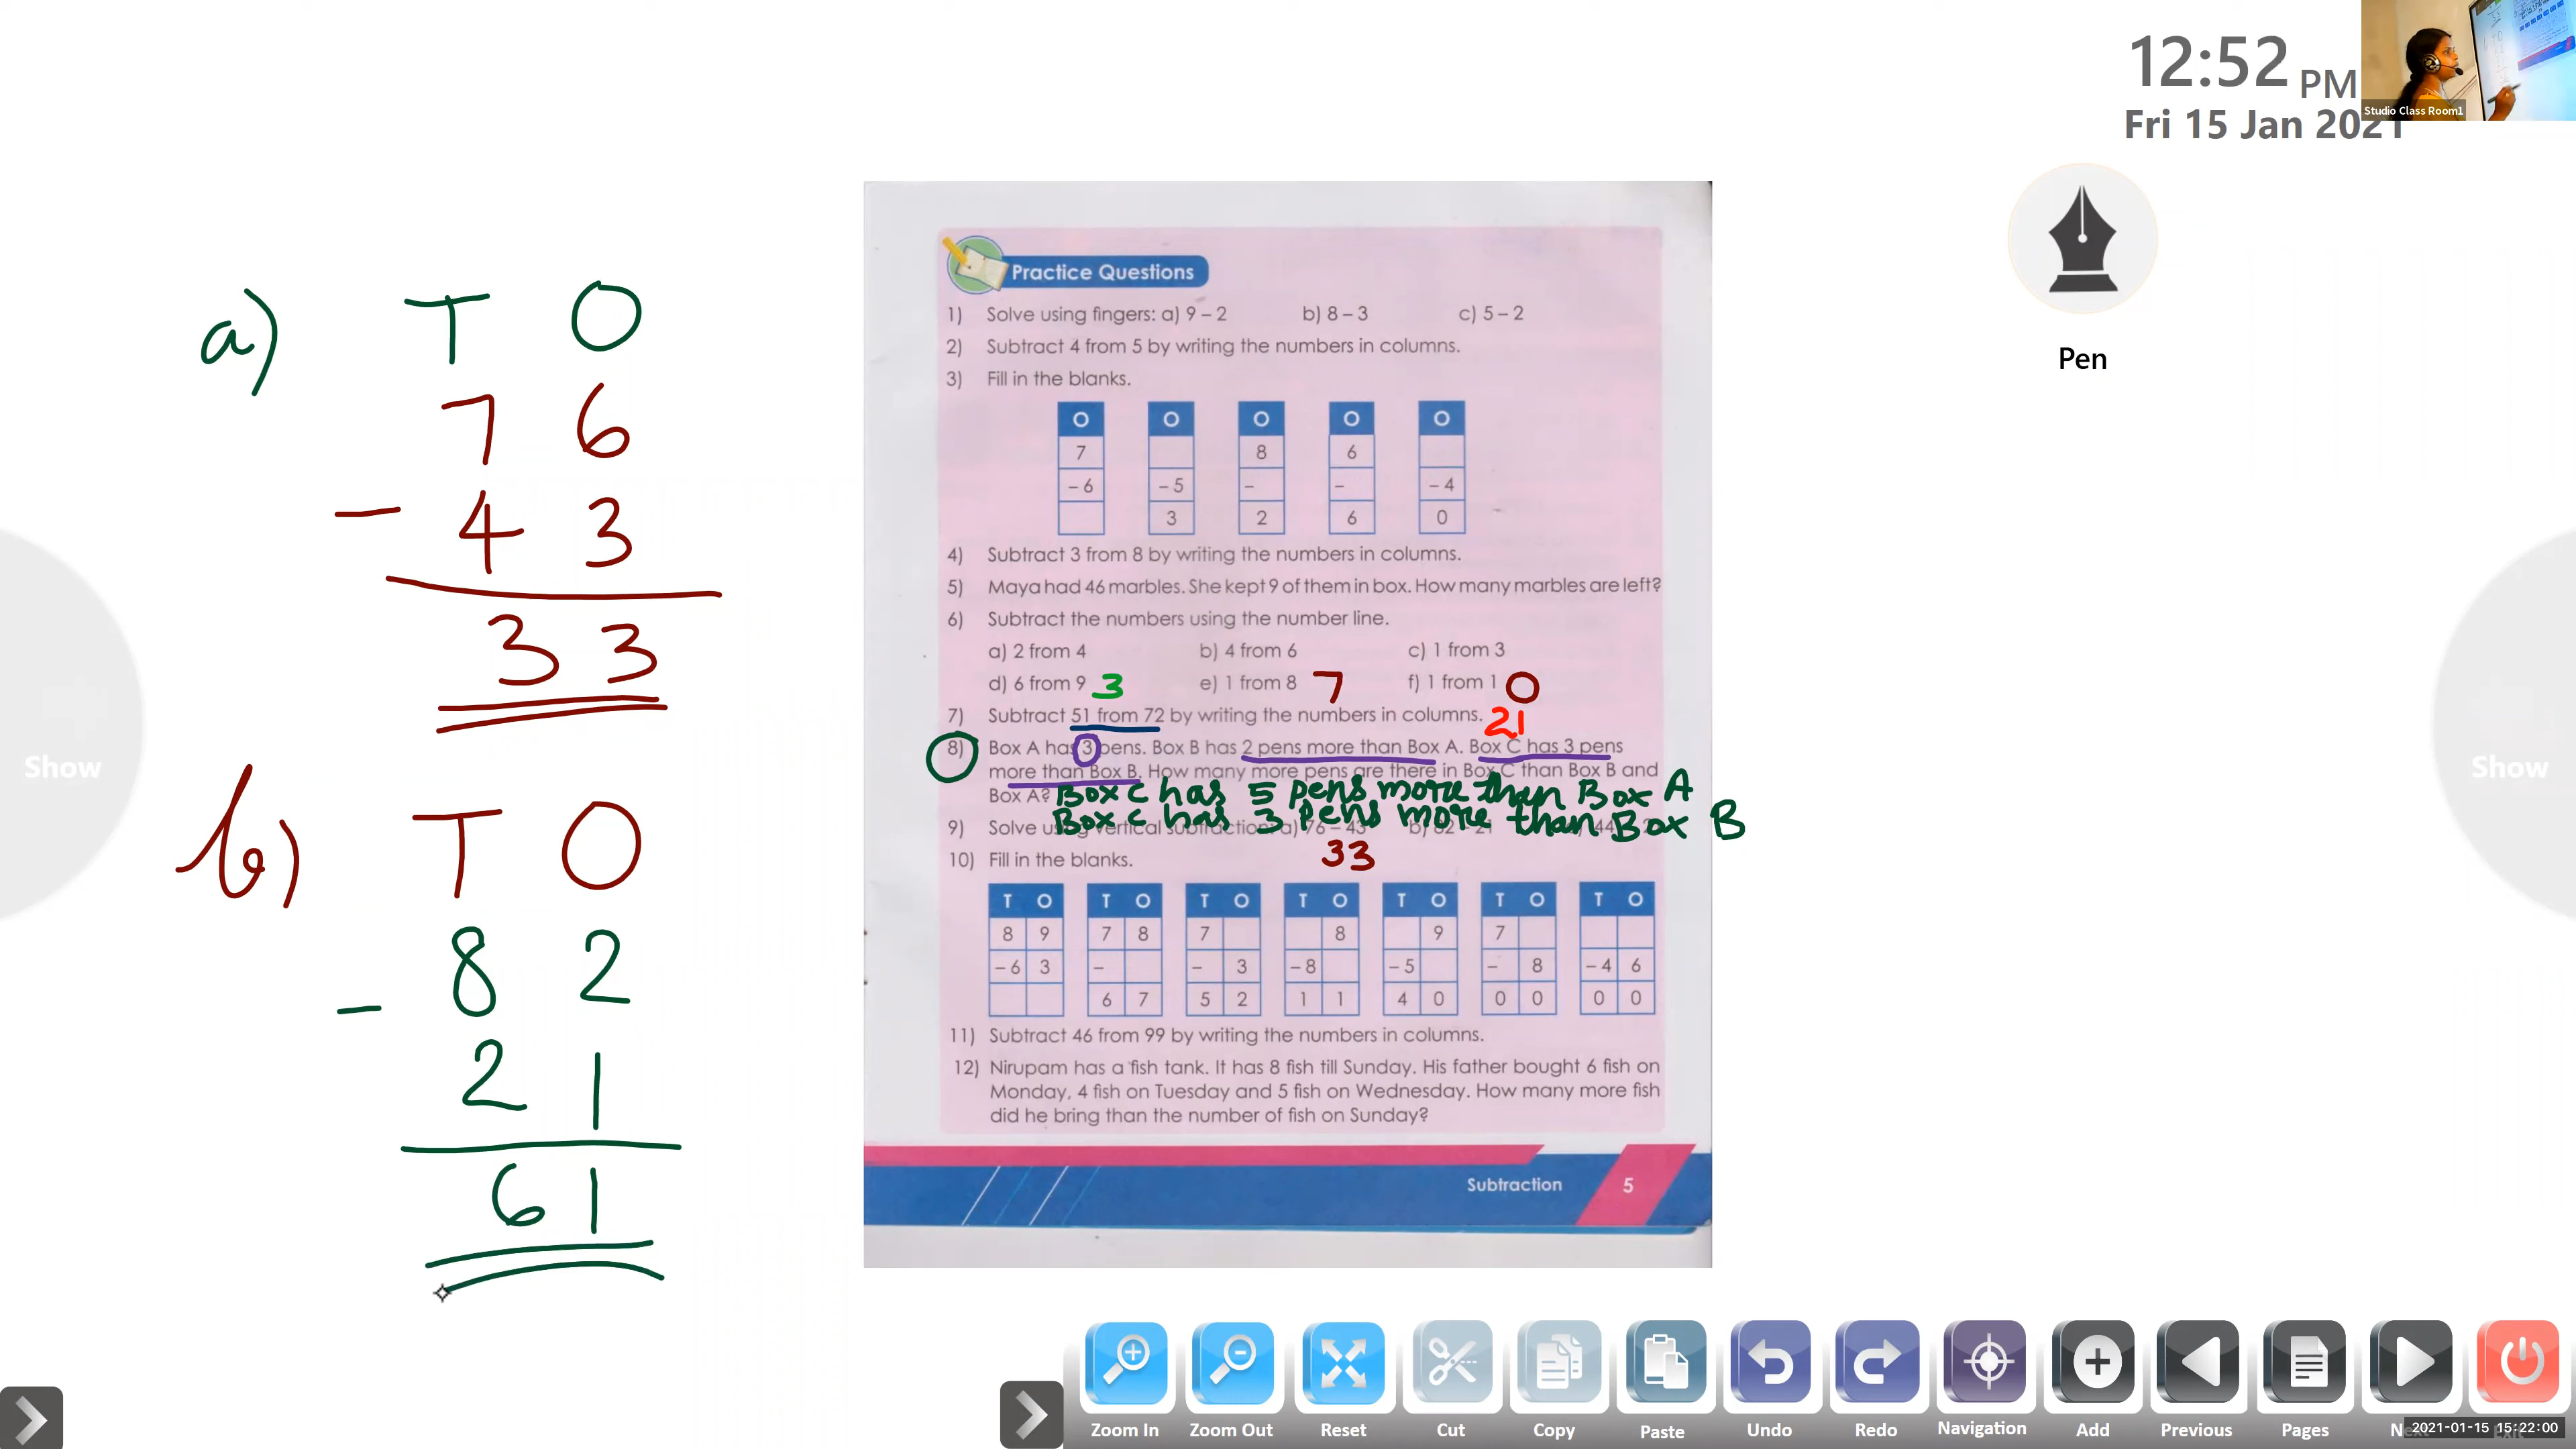 12:52 PM
Fri 15 Jan 2021
Studio Class Room1
Pen
Show
Show
a) T O
7 6
- 4 3
3 3
b) T O
8 2
- 2 1
6 1
Practice Questions
1) Solve using fingers: a) 9 – 2 b) 8 – 3 c) 5 – 2
2) Subtract 4 from 5 by writing the numbers in columns.
3) Fill in the blanks.
O O O O O
7 8 6
– 6 – 5 – – – 4
3 2 6 0
4) Subtract 3 from 8 by writing the numbers in columns.
5) Maya had 46 marbles. She kept 9 of them in box. How many marbles are left?
6) Subtract the numbers using the number line.
a) 2 from 4 b) 4 from 6 c) 1 from 3
d) 6 from 9 3 e) 1 from 8 7 f) 1 from 1 0
7) Subtract 51 from 72 by writing the numbers in columns. 21
8) Box A has 3 pens. Box B has 2 pens more than Box A. Box C has 3 pens
more than Box B. How many more pens are there in Box C than Box B and
Box A? Box C has 5 pens more than Box A
Box C has 3 pens more than Box B
9) Solve using vertical subtraction: a) 76 – 43 b) 82 – 21 44
33
10) Fill in the blanks.
T O T O T O T O T O T O T O
8 9 7 8 7 8 9 7
– 6 3 – – 3 – 8 – 5 – 8 – 4 6
6 7 5 2 1 1 4 0 0 0 0 0
11) Subtract 46 from 99 by writing the numbers in columns.
12) Nirupam has a fish tank. It has 8 fish till Sunday. His father bought 6 fish on
Monday, 4 fish on Tuesday and 5 fish on Wednesday. How many more fish
did he bring than the number of fish on Sunday?
Subtraction 5
Zoom In Zoom Out Reset Cut Copy Paste Undo Redo Navigation Add Previous Pages
2021-01-15 15:22:00